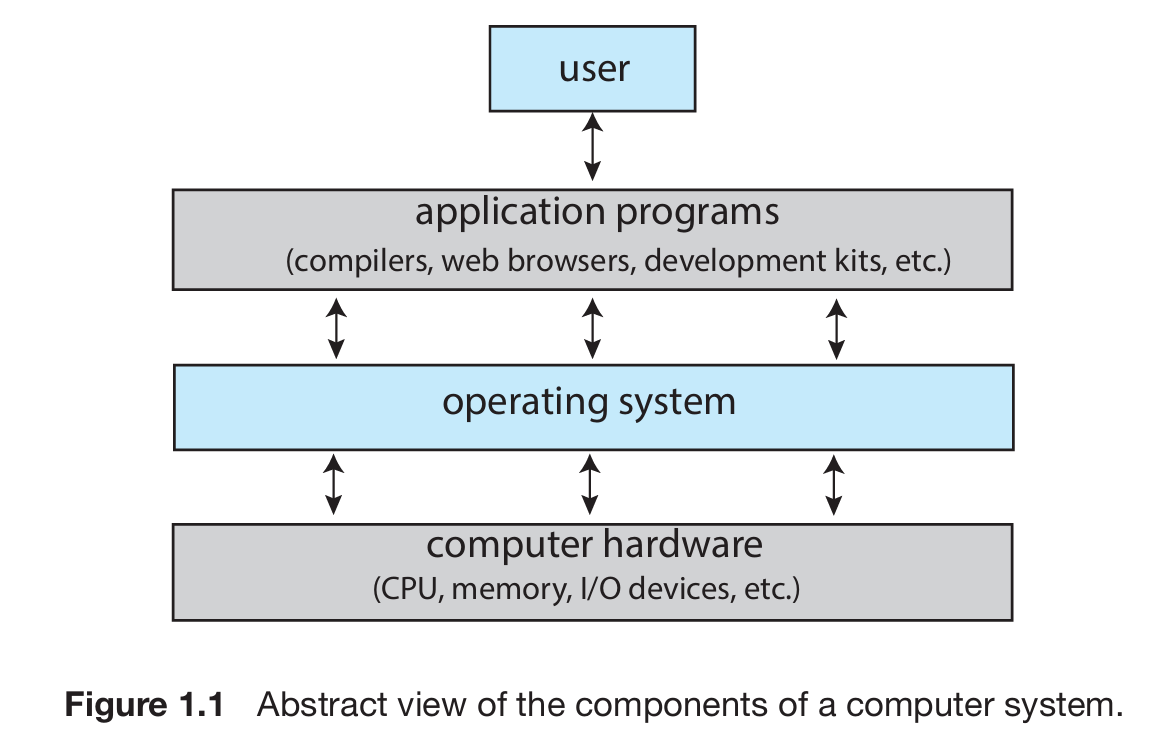 user
application programs
(compilers, web browsers, development kits, etc.)
operating system
computer hardware
(CPU, memory, I/O devices, etc.)
Figure 1.1 Abstract view of the components of a computer system.